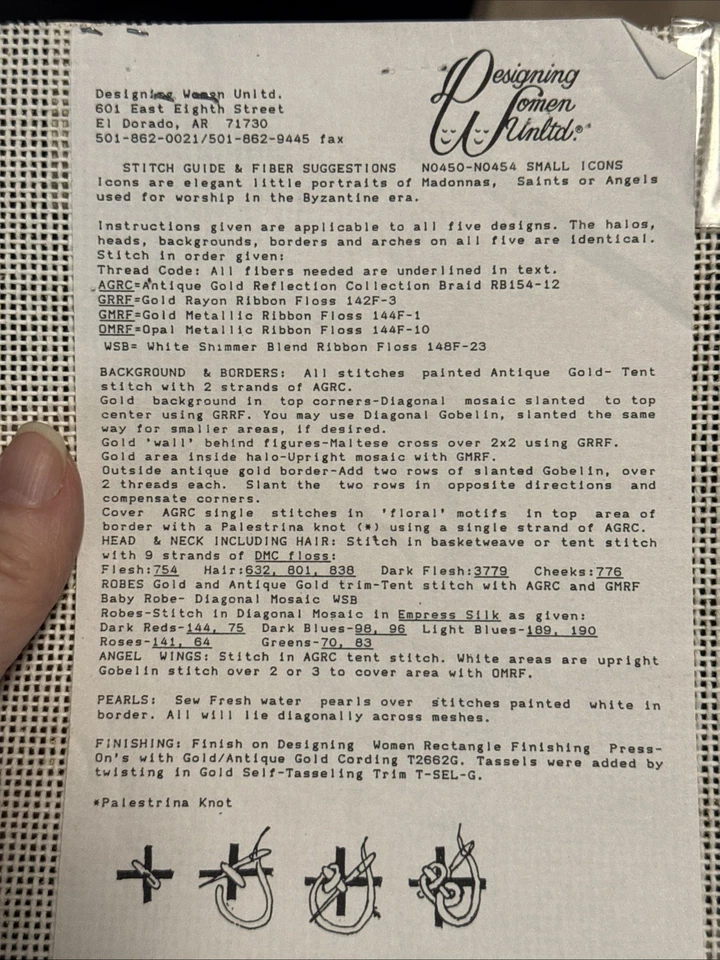 Designing Women Unltd.
601 East Eighth Street
El Dorado, AR 71730
501-862-0021/501-862-9445 fax
Designing
Women
Unltd.®
STITCH GUIDE & FIBER SUGGESTIONS N0450-N0454 SMALL ICONS
Icons are elegant little portraits of Madonnas, Saints or Angels
used for worship in the Byzantine era.
Instructions given are applicable to all five designs. The halos,
heads, backgrounds, borders and arches on all five are identical.
Stitch in order given:
Thread Code: All fibers needed are underlined in text.
AGRC=Antique Gold Reflection Collection Braid RB154-12
GRRF=Gold Rayon Ribbon Floss 142F-3
GMRF=Gold Metallic Ribbon Floss 144F-1
OMRF=Opal Metallic Ribbon Floss 144F-10
WSB= White Shimmer Blend Ribbon Floss 148F-23
BACKGROUND & BORDERS: All stitches painted Antique Gold- Tent
stitch with 2 strands of AGRC.
Gold background in top corners-Diagonal mosaic slanted to top
center using GRRF. You may use Diagonal Gobelin, slanted the same
way for smaller areas, if desired.
Gold 'wall' behind figures-Maltese cross over 2x2 using GRRF.
Gold area inside halo-Upright mosaic with GMRF.
Outside antique gold border-Add two rows of slanted Gobelin, over
2 threads each. Slant the two rows in opposite directions and
compensate corners.
Cover AGRC single stitches in 'floral' motifs in top area of
border with a Palestrina knot (*) using a single strand of AGRC.
HEAD & NECK INCLUDING HAIR: Stitch in basketweave or tent stitch
with 9 strands of DMC floss:
Flesh:754 Hair:632, 801, 838 Dark Flesh:3779 Cheeks:776
ROBES Gold and Antique Gold trim-Tent stitch with AGRC and GMRF
Baby Robe- Diagonal Mosaic WSB
Robes-Stitch in Diagonal Mosaic in Empress Silk as given:
Dark Reds-144, 75 Dark Blues-98, 96 Light Blues-189, 190
Roses-141, 64 Greens-70, 83
ANGEL WINGS: Stitch in AGRC tent stitch. White areas are upright
Gobelin stitch over 2 or 3 to cover area with OMRF.
PEARLS: Sew Fresh water pearls over stitches painted white in
border. All will lie diagonally across meshes.
FINISHING: Finish on Designing Women Rectangle Finishing Press-
On's with Gold/Antique Gold Cording T2662G. Tassels were added by
twisting in Gold Self-Tasseling Trim T-SEL-G.
*Palestrina Knot